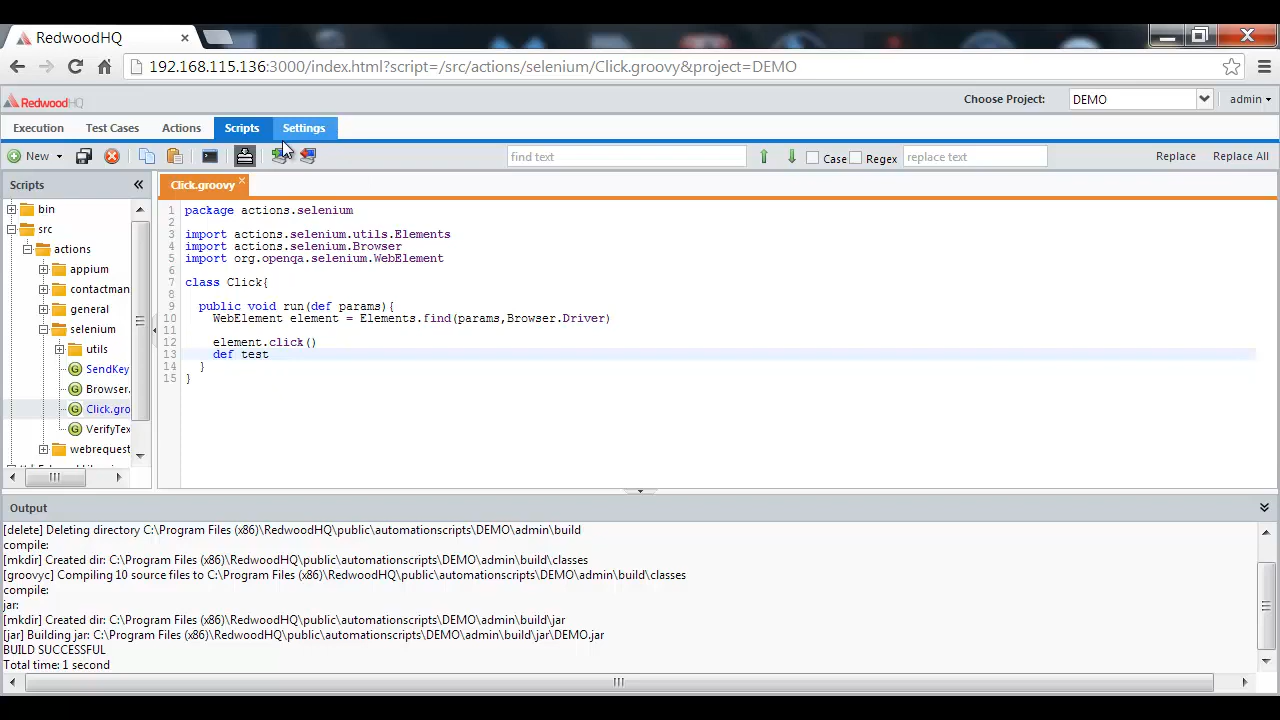 RedwoodHQ
192.168.115.136:3000/index.html?script=/src/actions/selenium/Click.groovy&project=DEMO
RedwoodHQ
Choose Project: DEMO admin
Execution Test Cases Actions Scripts Settings
New find text Case Regex replace text Replace Replace All
Scripts
Click.groovy
bin
src
actions
appium
contactman
general
selenium
utils
SendKey
Browser.
Click.gro
VerifyTex
webrequest
1 package actions.selenium
2
3 import actions.selenium.utils.Elements
4 import actions.selenium.Browser
5 import org.openqa.selenium.WebElement
6
7 class Click{
8
9 public void run(def params){
10 WebElement element = Elements.find(params,Browser.Driver)
11
12 element.click()
13 def test
14 }
15 }
Output
[delete] Deleting directory C:\Program Files (x86)\RedwoodHQ\public\automationscripts\DEMO\admin\build
compile:
[mkdir] Created dir: C:\Program Files (x86)\RedwoodHQ\public\automationscripts\DEMO\admin\build\classes
[groovyc] Compiling 10 source files to C:\Program Files (x86)\RedwoodHQ\public\automationscripts\DEMO\admin\build\classes
compile:
jar:
[mkdir] Created dir: C:\Program Files (x86)\RedwoodHQ\public\automationscripts\DEMO\admin\build\jar
[jar] Building jar: C:\Program Files (x86)\RedwoodHQ\public\automationscripts\DEMO\admin\build\jar\DEMO.jar
BUILD SUCCESSFUL
Total time: 1 second